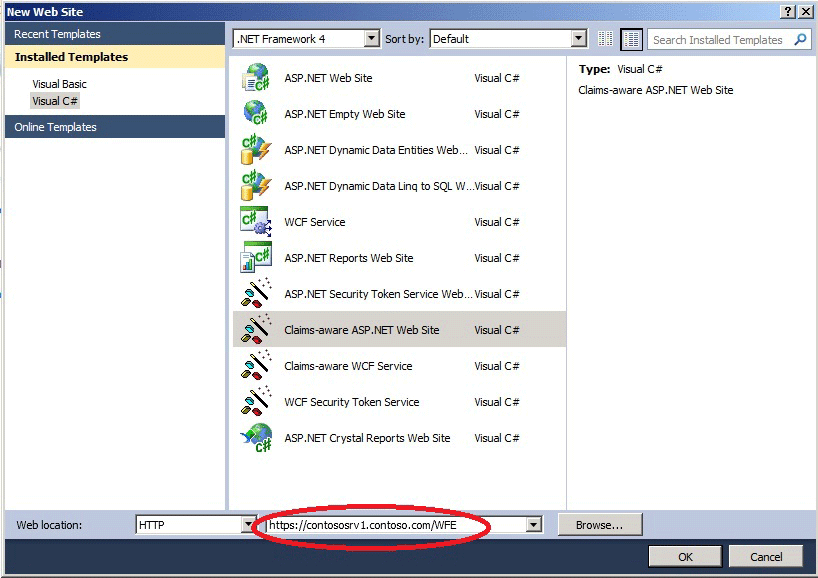 New Web Site
Recent Templates
Installed Templates
Visual Basic
Visual C#
Online Templates
.NET Framework 4
Sort by:
Default
Search Installed Templates
ASP.NET Web Site Visual C#
ASP.NET Empty Web Site Visual C#
ASP.NET Dynamic Data Entities Web... Visual C#
ASP.NET Dynamic Data Linq to SQL W... Visual C#
WCF Service Visual C#
ASP.NET Reports Web Site Visual C#
ASP.NET Security Token Service Web... Visual C#
Claims-aware ASP.NET Web Site Visual C#
Claims-aware WCF Service Visual C#
WCF Security Token Service Visual C#
ASP.NET Crystal Reports Web Site Visual C#
Type: Visual C#
Claims-aware ASP.NET Web Site
Web location:
HTTP
https://contososrv1.contoso.com/WFE
Browse...
OK
Cancel